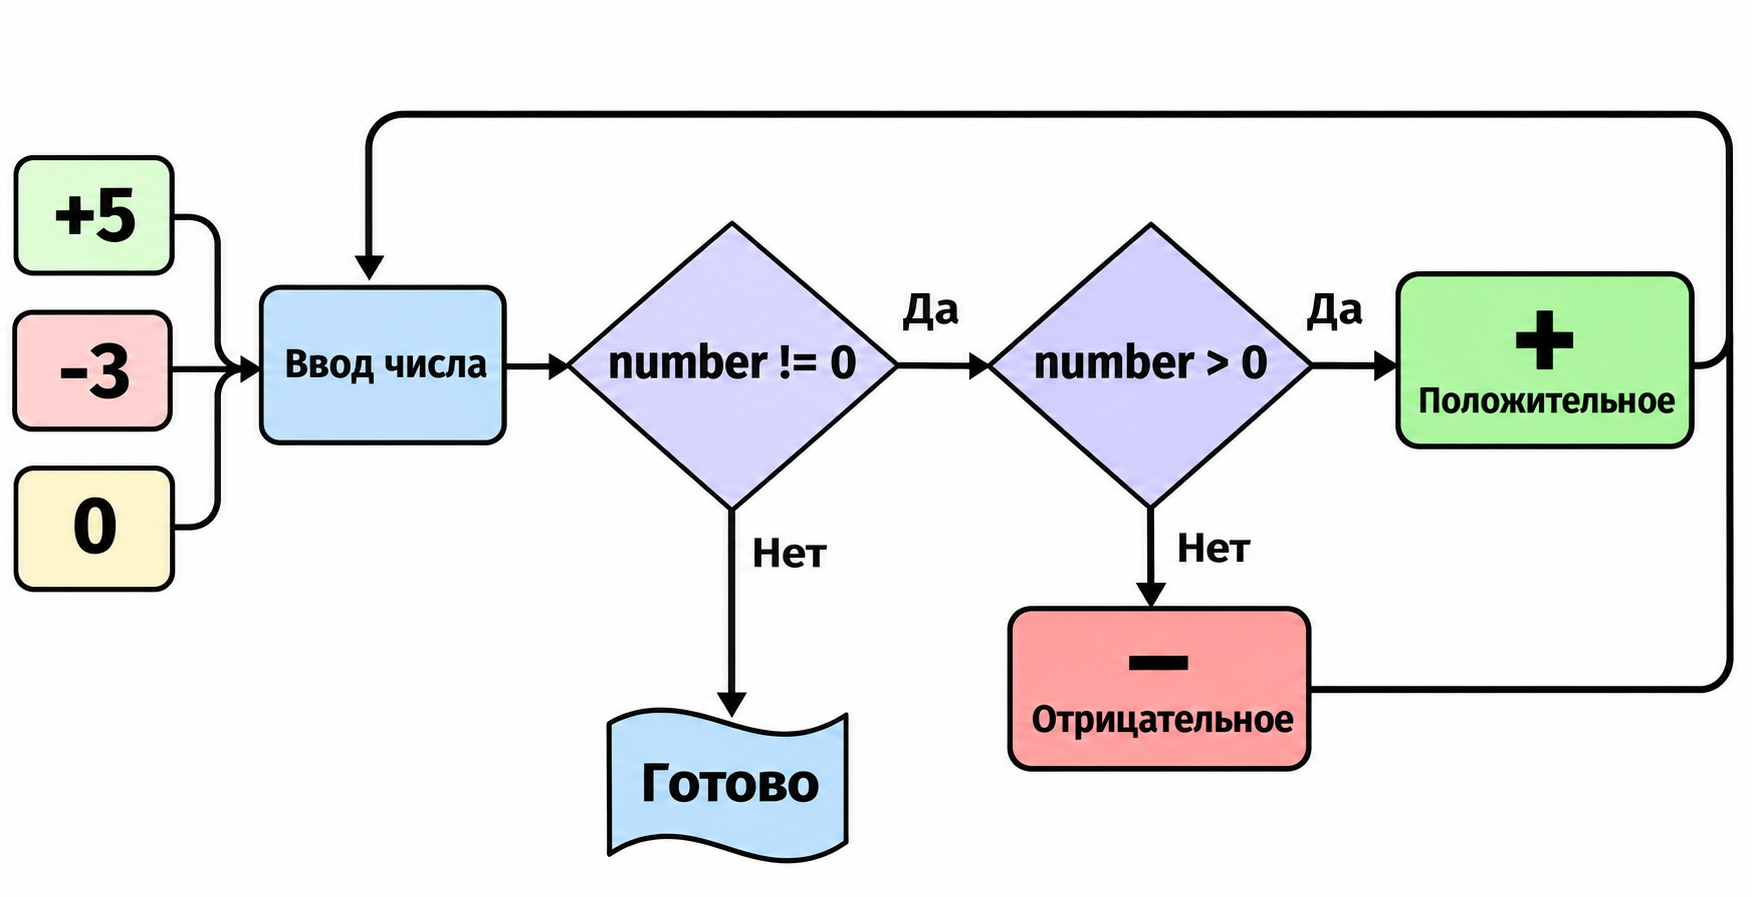 +5
-3
0
Ввод числа
number != 0
Да
number > 0
Да
+
Положительное
Нет
Нет
−
Отрицательное
Готово